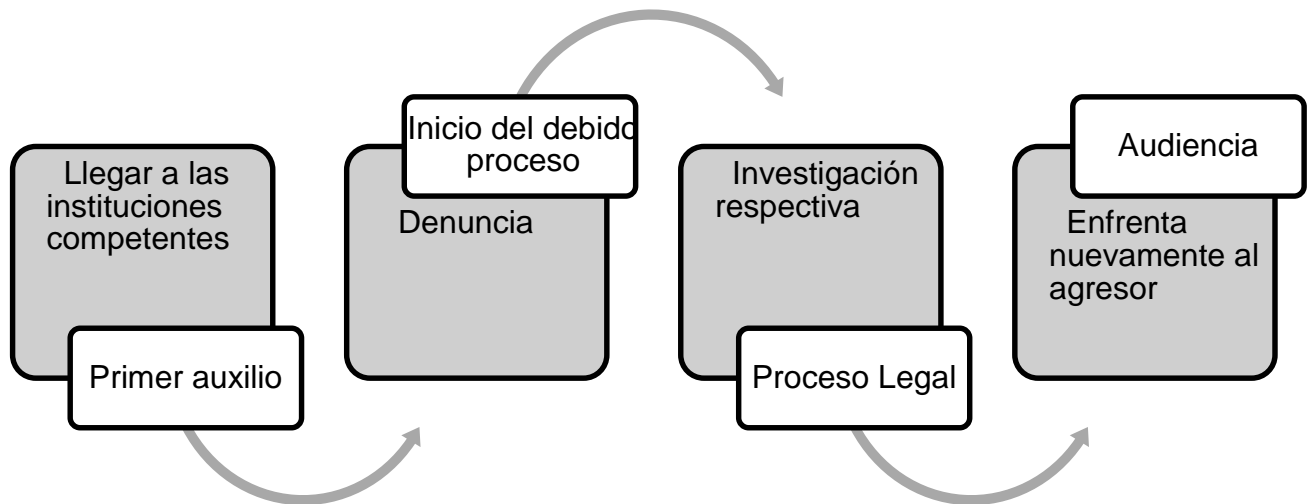 Llegar a las
instituciones
competentes
Primer auxilio
Inicio del debido
proceso
Denuncia
Investigación
respectiva
Proceso Legal
Audiencia
Enfrenta
nuevamente al
agresor